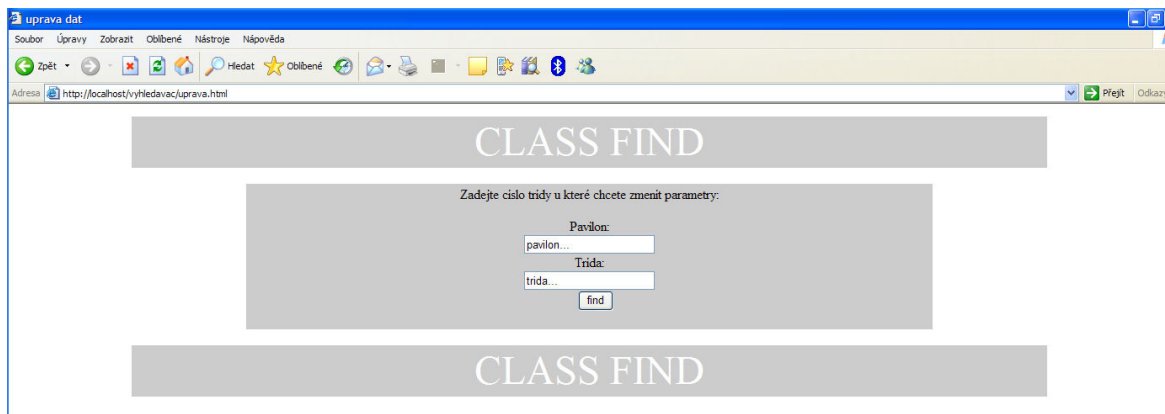 uprava dat
Soubor Úpravy Zobrazit Oblíbené Nástroje Nápověda
Zpět Hledat Oblíbené
Adresa http://localhost/vyhledavac/uprava.html Přejít Odkazy
CLASS FIND
Zadejte cislo tridy u které chcete zmenit parametry:
Pavilon:
pavilon...
Trida:
trida...
find
CLASS FIND